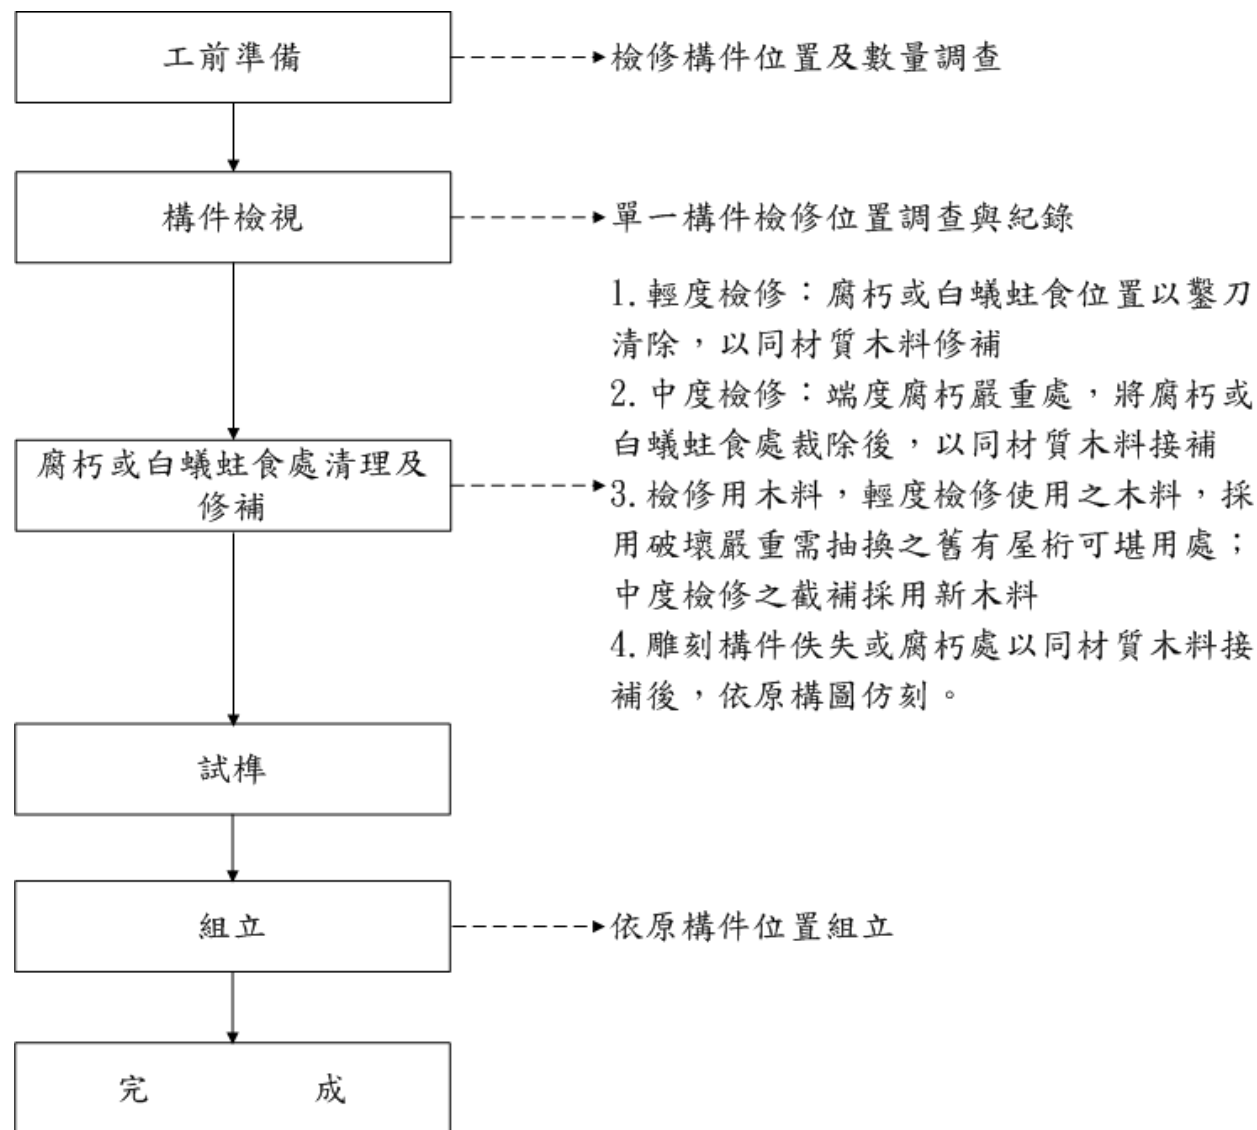 工前準備
檢修構件位置及數量調查
構件檢視
單一構件檢修位置調查與紀錄
腐朽或白蟻蛀食處清理及
修補
1.輕度檢修：腐朽或白蟻蛀食位置以鑿刀
清除，以同材質木料修補
2.中度檢修：端度腐朽嚴重處，將腐朽或
白蟻蛀食處裁除後，以同材質木料接補
3.檢修用木料，輕度檢修使用之木料，採
用破壞嚴重需抽換之舊有屋桁可堪用處；
中度檢修之截補採用新木料
4.雕刻構件佚失或腐朽處以同材質木料接
補後，依原構圖仿刻。
試榫
組立
依原構件位置組立
完 成